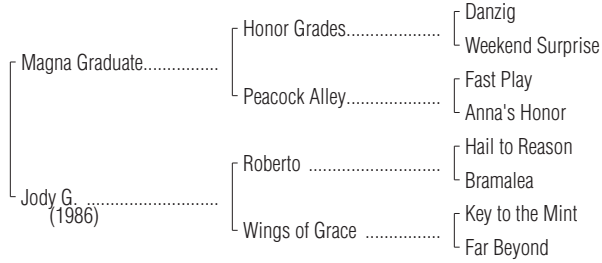 Danzig
Honor Grades....................
Weekend Surprise
Magna Graduate................
Fast Play
Peacock Alley....................
Anna's Honor
Hail to Reason
Roberto ............................
Bramalea
Jody G. ............................
(1986)
Key to the Mint
Wings of Grace ................
Far Beyond